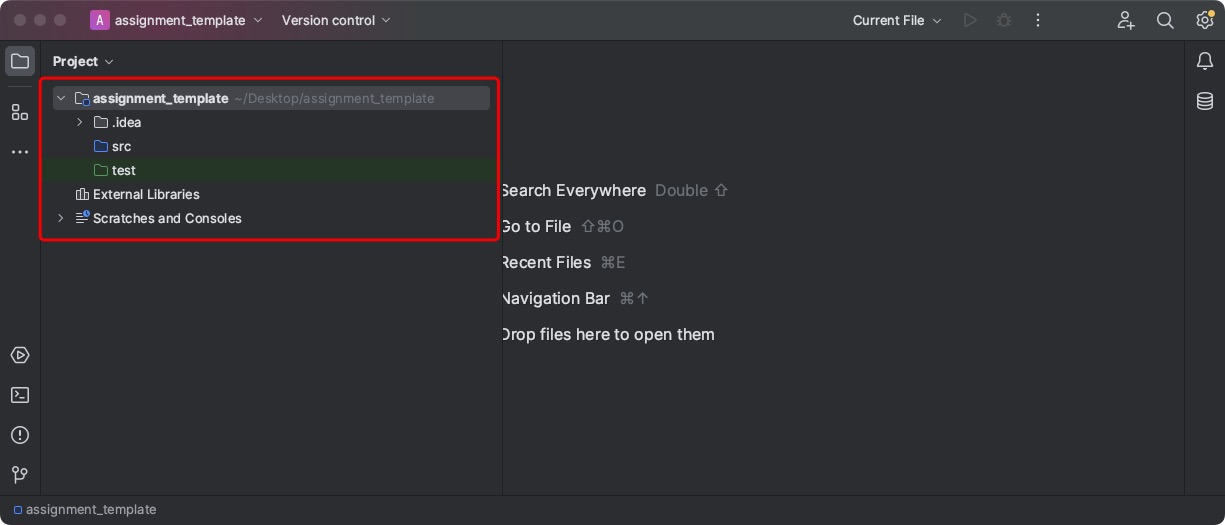 A assignment_template Version control Current File
Project
assignment_template ~/Desktop/assignment_template
.idea
src
test
External Libraries
Scratches and Consoles
Search Everywhere Double ⇧
Go to File ⇧⌘O
Recent Files ⌘E
Navigation Bar ⌘↑
Drop files here to open them
assignment_template